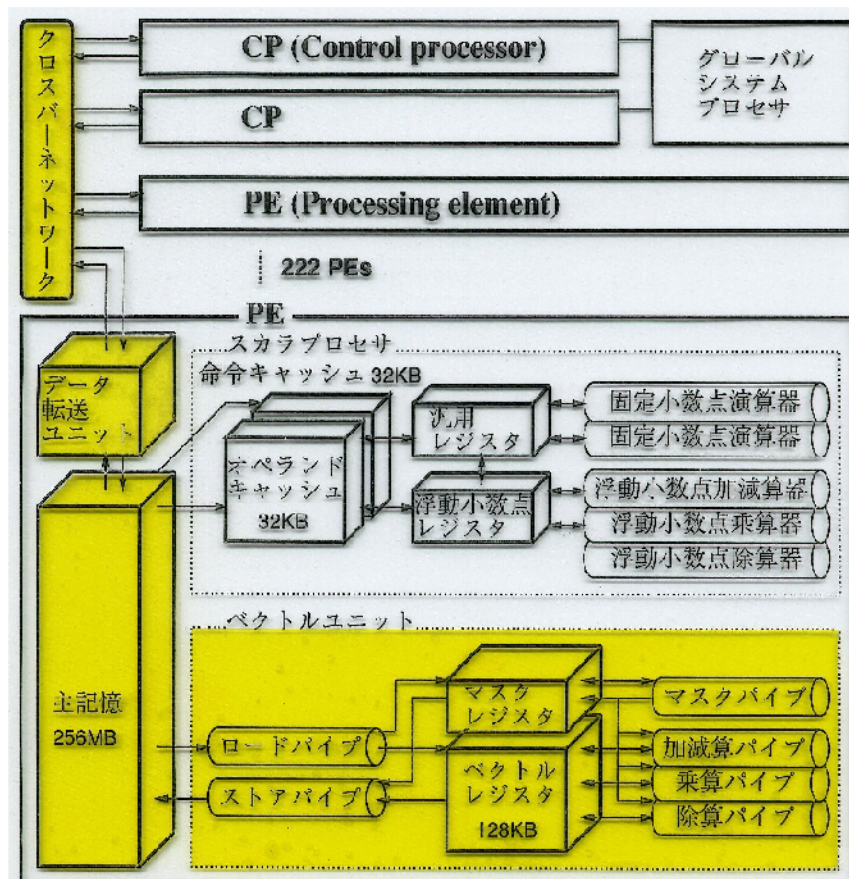 クロスバーネットワーク
CP (Control processor)
CP
グローバル
システム
プロセサ
PE (Processing element)
222 PEs
PE
データ
転送
ユニット
スカラプロセサ
命令キャッシュ 32KB
オペランド
キャッシュ
32KB
汎用
レジスタ
浮動小数点
レジスタ
固定小数点演算器
固定小数点演算器
浮動小数点加減算器
浮動小数点乗算器
浮動小数点除算器
主記憶
256MB
ベクトルユニット
ロードパイプ
ストアパイプ
マスク
レジスタ
ベクトル
レジスタ
128KB
マスクパイプ
加減算パイプ
乗算パイプ
除算パイプ